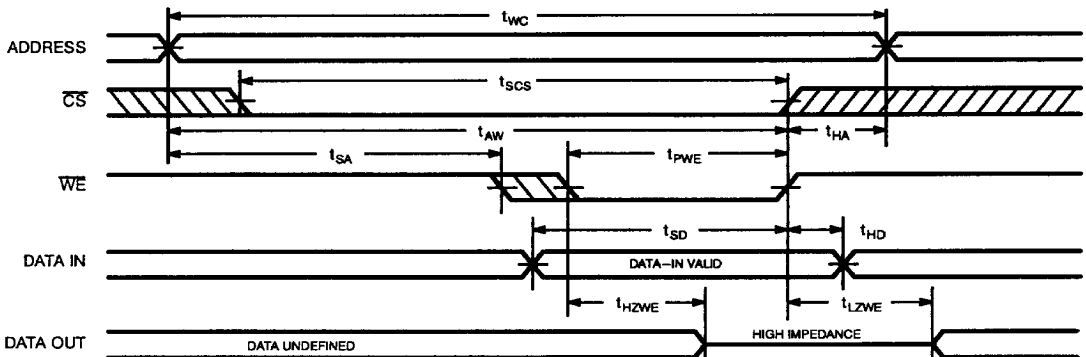 tWC
ADDRESS
tSCS
CS
tAW
tHA
tSA
tPWE
WE
tSD
tHD
DATA IN
DATA–IN VALID
tHZWE
tLZWE
DATA OUT
DATA UNDEFINED
HIGH IMPEDANCE